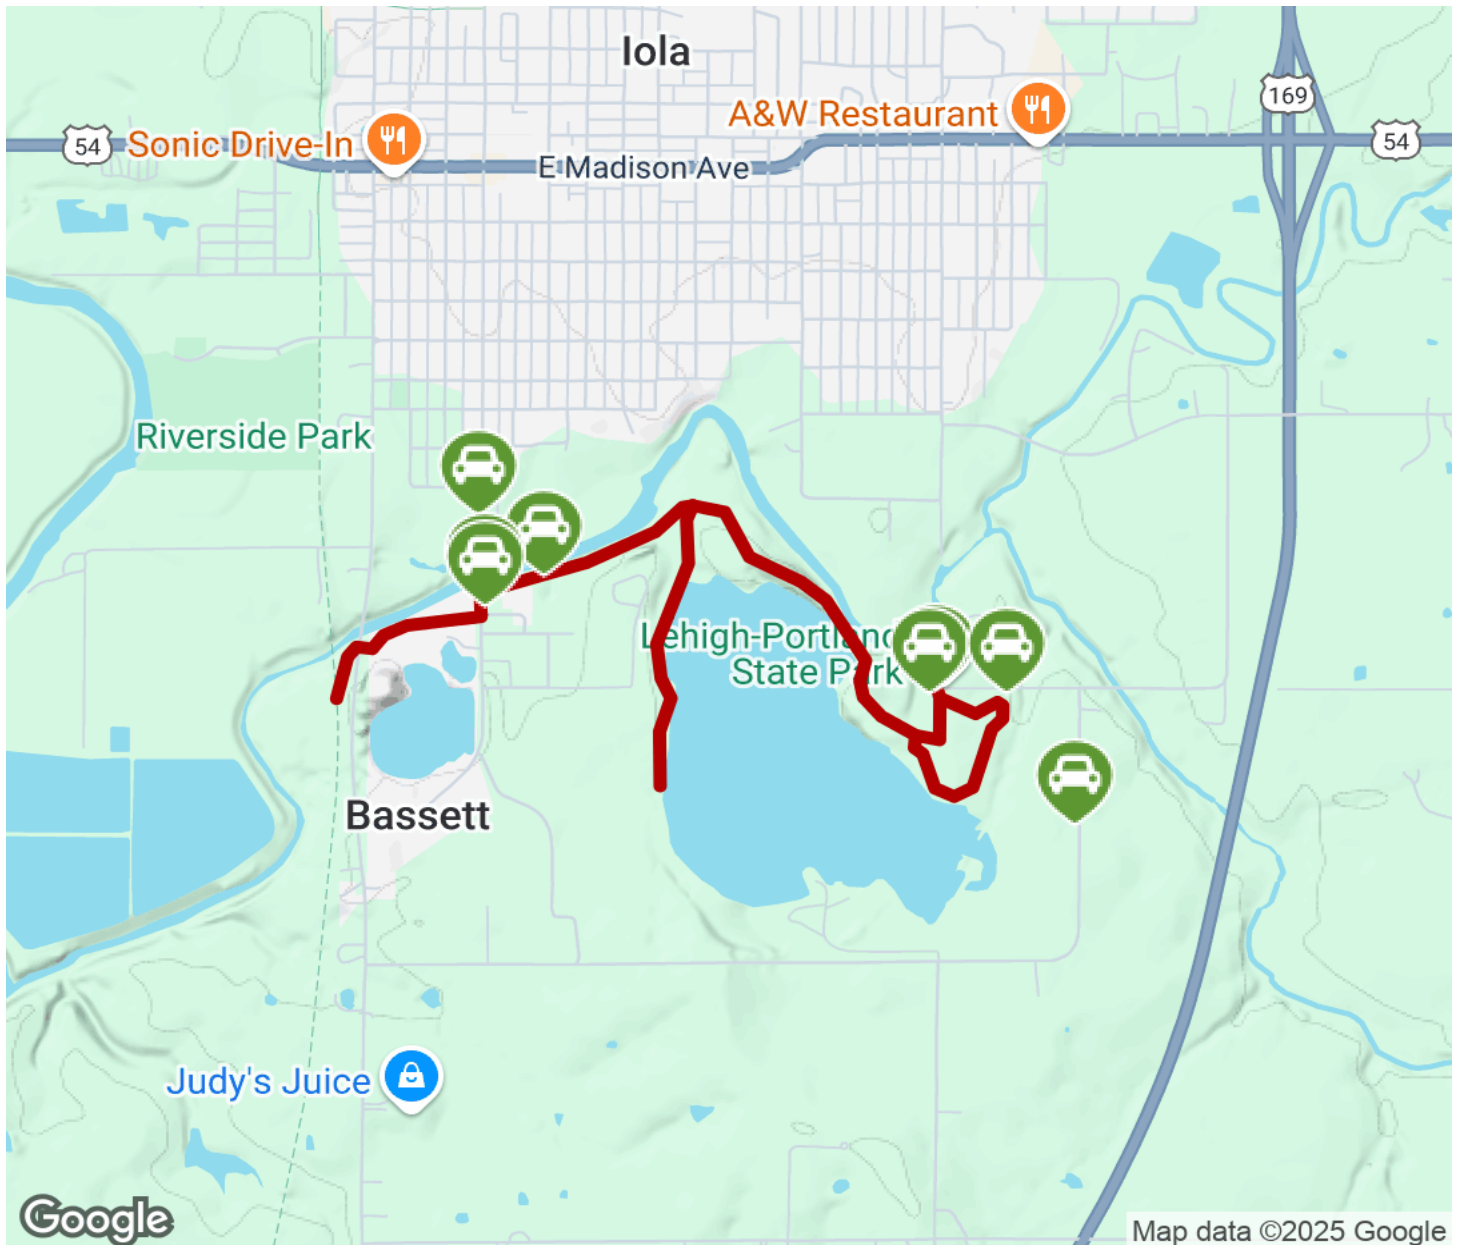 Iola
169
A&W Restaurant
54
Sonic Drive-In
54
E Madison Ave
Riverside Park
Lehigh-Portland
State Park
Bassett
Judy's Juice
Google
Map data ©2025 Google